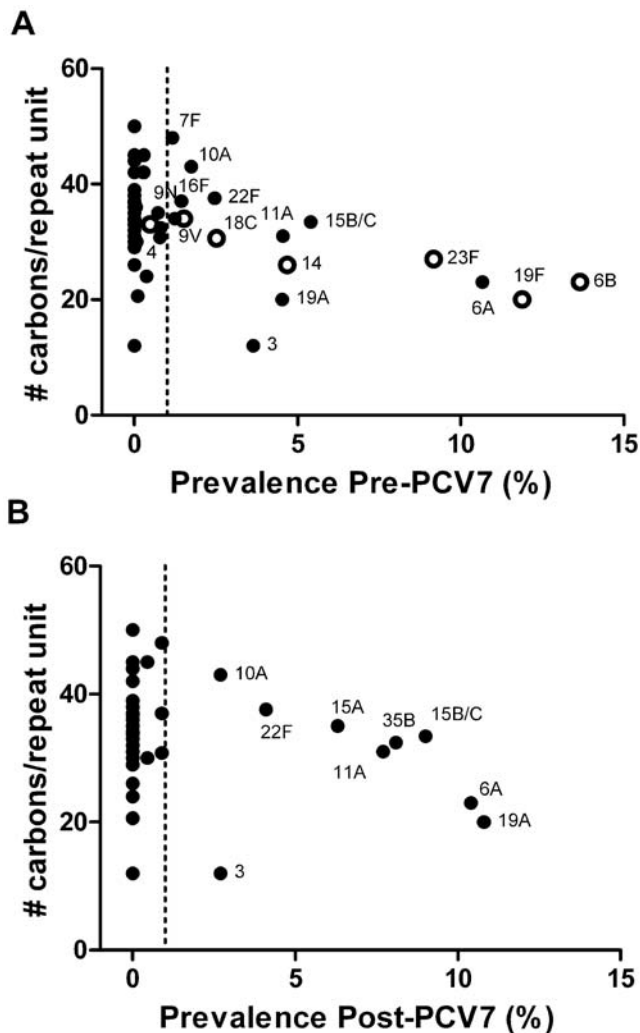 A
# carbons/repeat unit
60
40
20
0
7F
10A
9N
16F
22F
11A
15B/C
4
9V
18C
14
23F
19F
6B
6A
19A
3
0
5
10
15
Prevalence Pre-PCV7 (%)
B
# carbons/repeat unit
60
40
20
0
10A
22F
15A
35B
15B/C
11A
6A
19A
3
0
5
10
15
Prevalence Post-PCV7 (%)